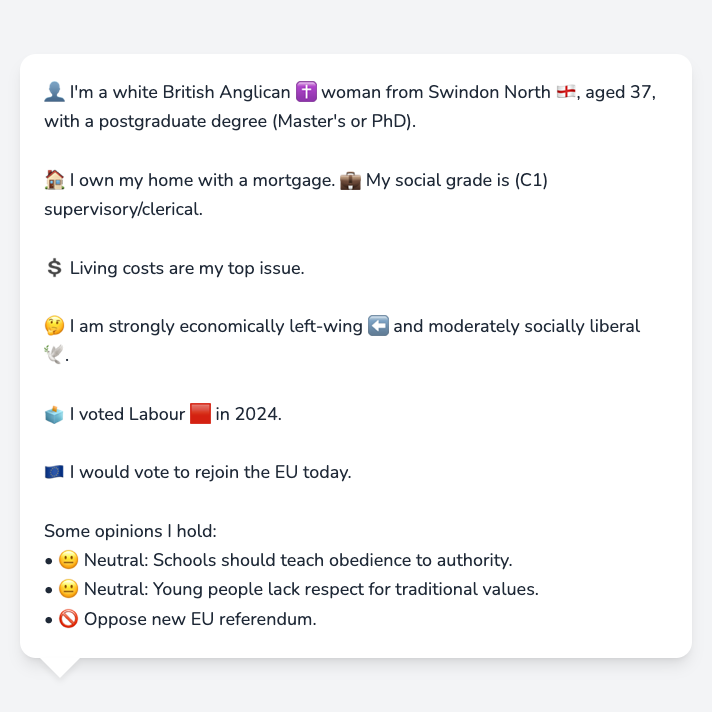 👤 I'm a white British Anglican ✝️ woman from Swindon North 🏴󠁧󠁢󠁥󠁮󠁧󠁿, aged 37,
with a postgraduate degree (Master's or PhD).
🏠 I own my home with a mortgage. 💼 My social grade is (C1)
supervisory/clerical.
💲 Living costs are my top issue.
🤔 I am strongly economically left-wing ⬅️ and moderately socially liberal
🕊️.
🗳️ I voted Labour 🟥 in 2024.
🇪🇺 I would vote to rejoin the EU today.
Some opinions I hold:
• 😐 Neutral: Schools should teach obedience to authority.
• 😐 Neutral: Young people lack respect for traditional values.
• 🚫 Oppose new EU referendum.